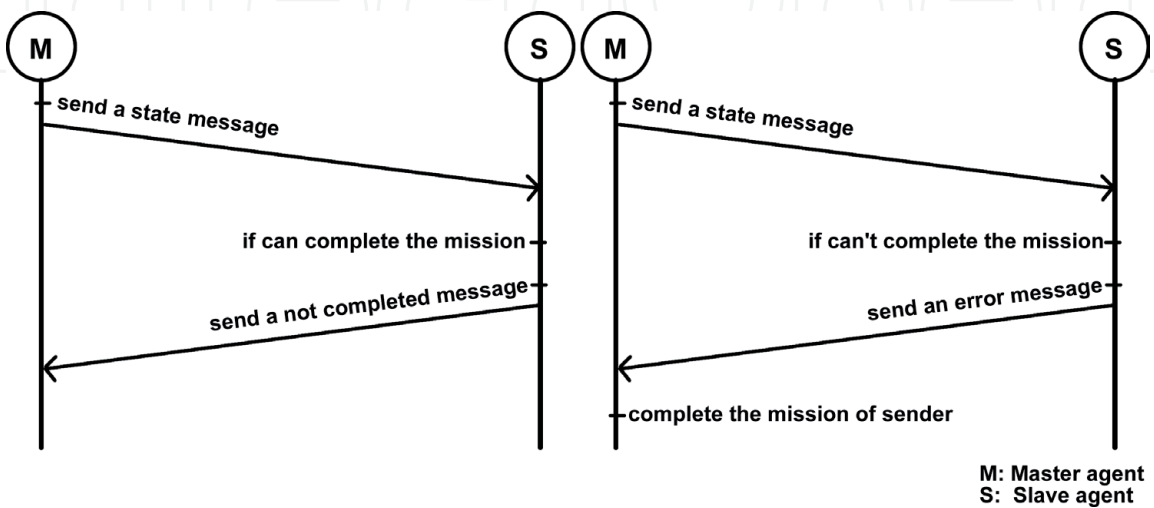 M
S
send a state message
if can complete the mission
send a not completed message
M
S
send a state message
if can't complete the mission
send an error message
complete the mission of sender
M: Master agent
S: Slave agent